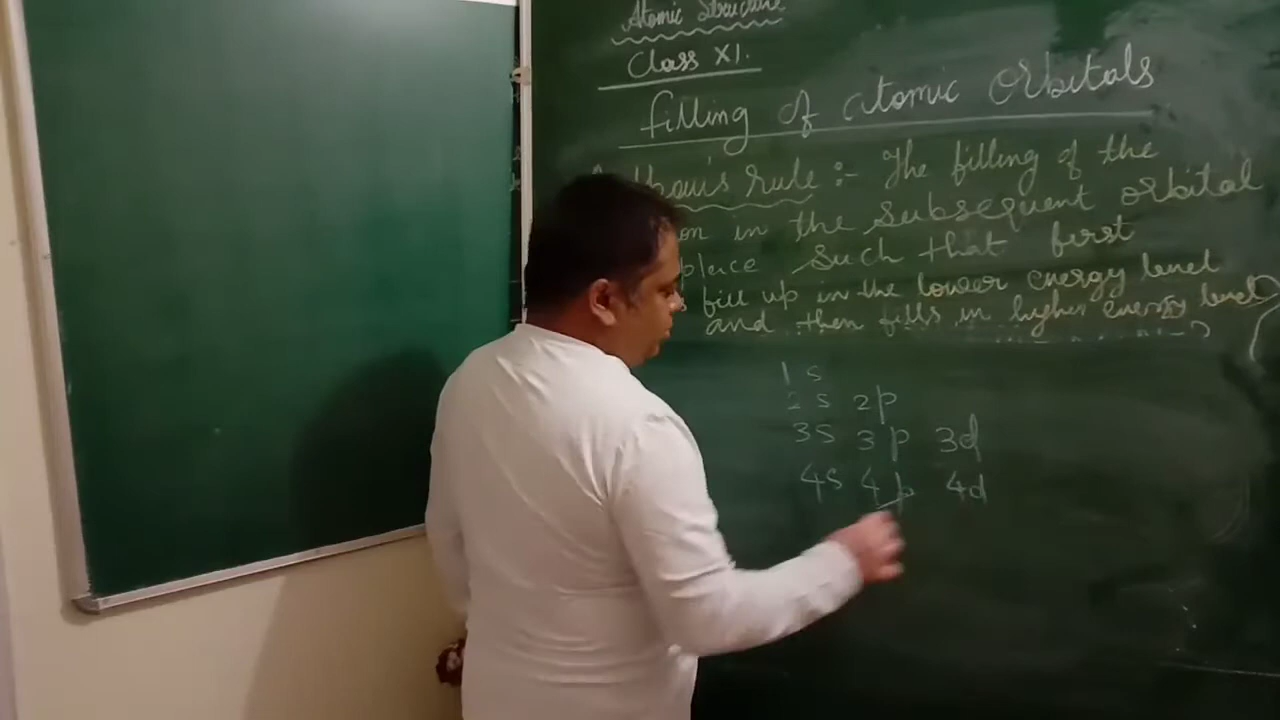 Atomic Structure
Class XI.
filling of atomic orbitals
rule :- The filling of the
in the subsequent orbital
such that first
fill up in the lower energy level
and then fills in higher energy level
1s
2s 2p
3s 3p 3d
4s 4p 4d